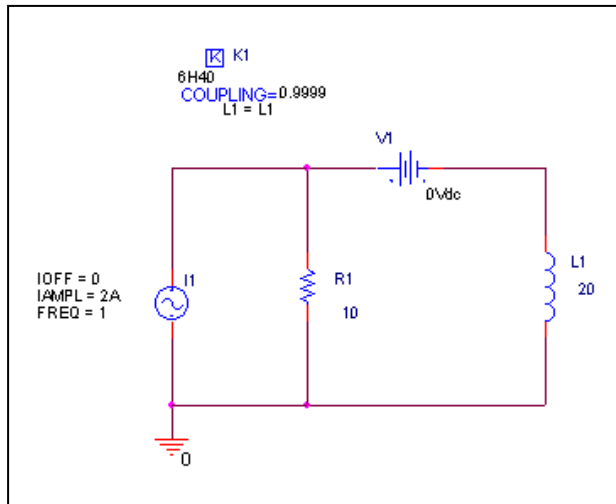 K K1
6H40
COUPLING=0.9999
L1 = L1
V1
0Vdc
IOFF = 0
IAMPL = 2A
FREQ = 1
I1
R1
10
L1
20
0